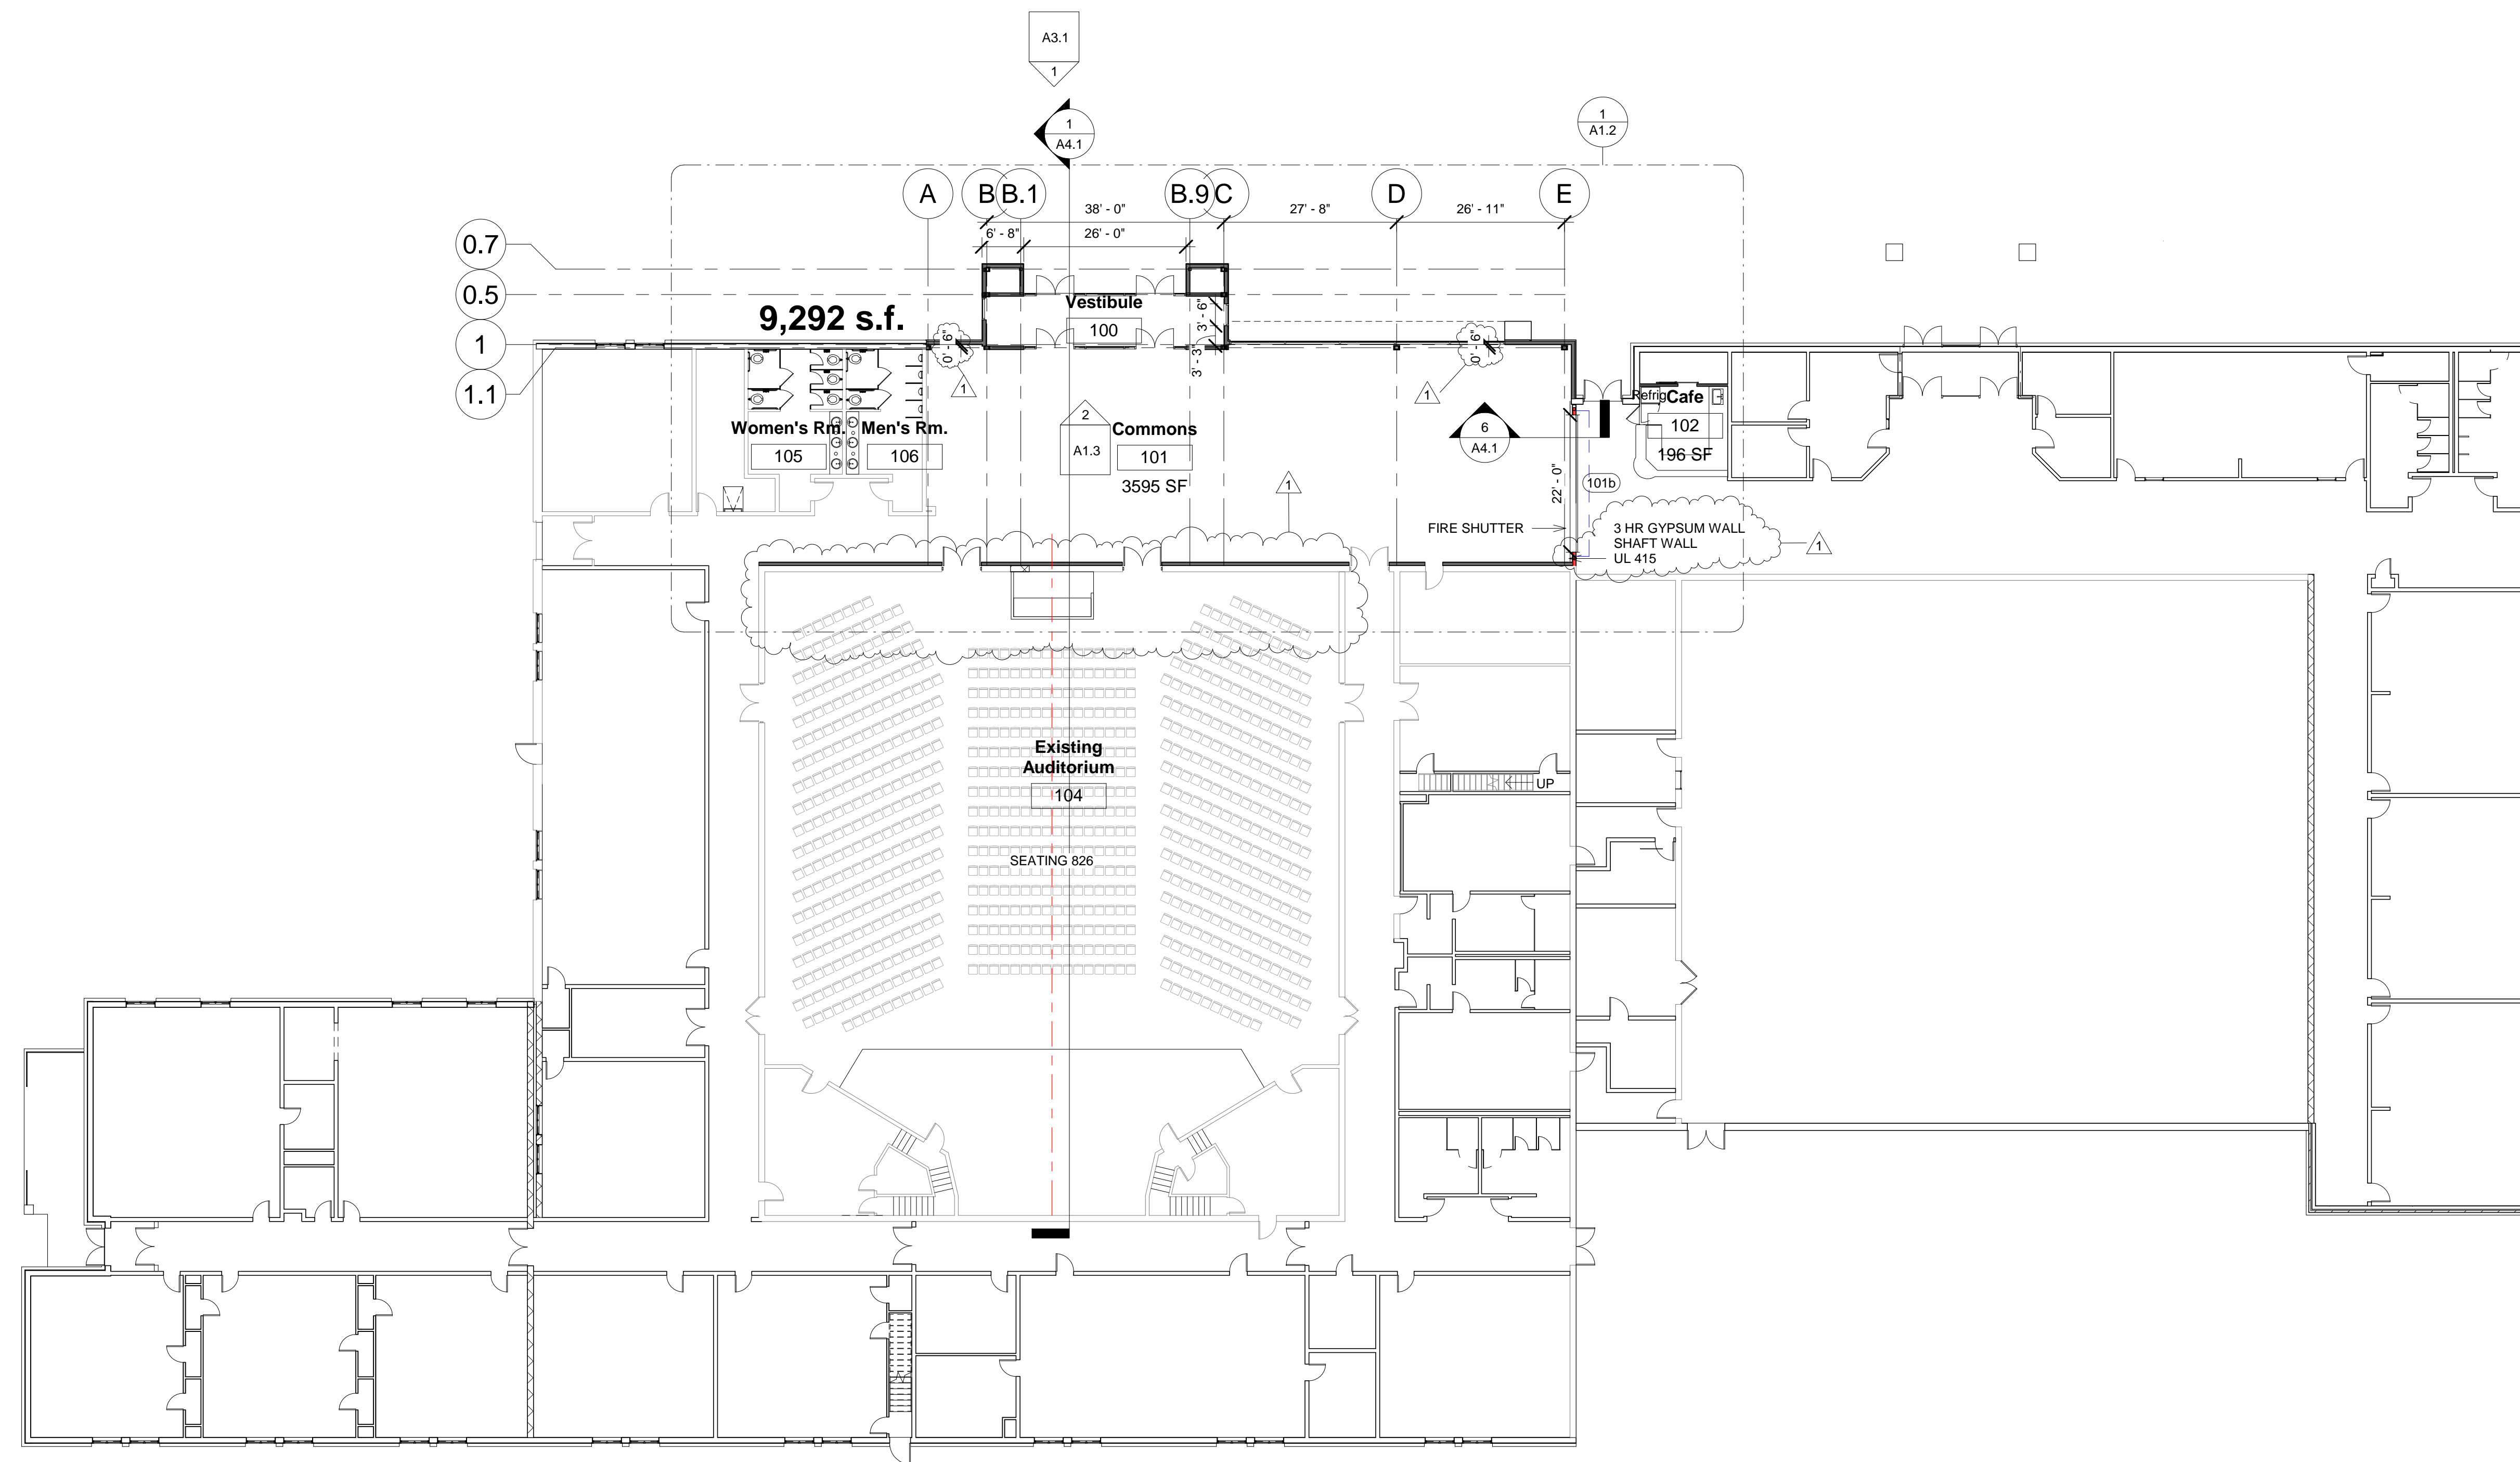 A3.1
1
1
A4.1
1
A1.2
A
B
B.1
B.9
C
D
E
38' - 0"
27' - 8"
26' - 11"
6' - 8"
26' - 0"
0.7
0.5
1
1.1
9,292 s.f.
Vestibule
100
3' - 6"
3' - 3"
0' - 6"
1
0' - 6"
1
Women's Rm.
105
Men's Rm.
106
2
A1.3
Commons
101
3595 SF
1
6
A4.1
22' - 0"
101b
Refrig
Cafe
102
196 SF
FIRE SHUTTER
3 HR GYPSUM WALL
SHAFT WALL
UL 415
1
Existing
Auditorium
104
UP
SEATING 826